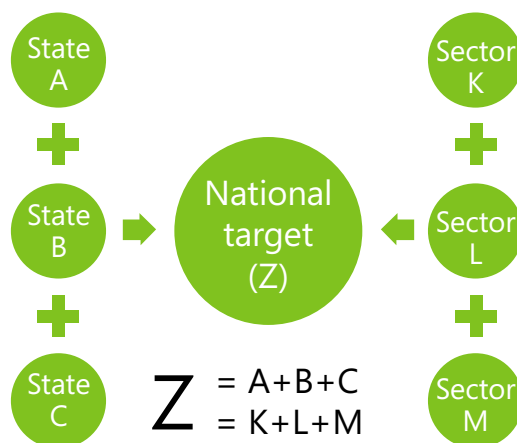 State
A
State
B
State
C
National
target
(Z)
Sector
K
Sector
L
Sector
M
Z = A+B+C
= K+L+M